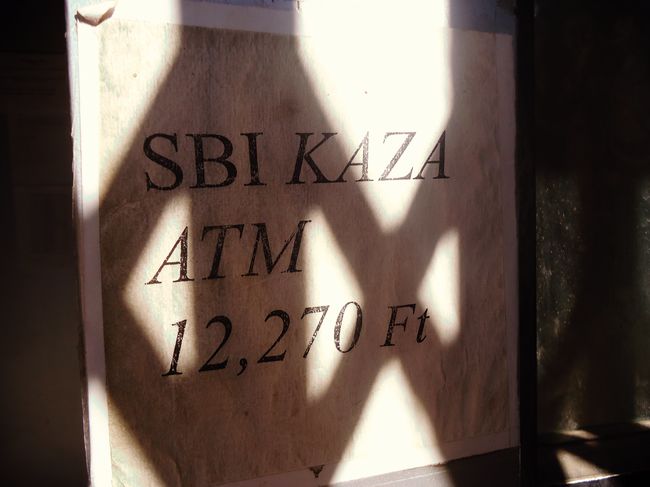 SBI KAZA
ATM
12,270 Ft